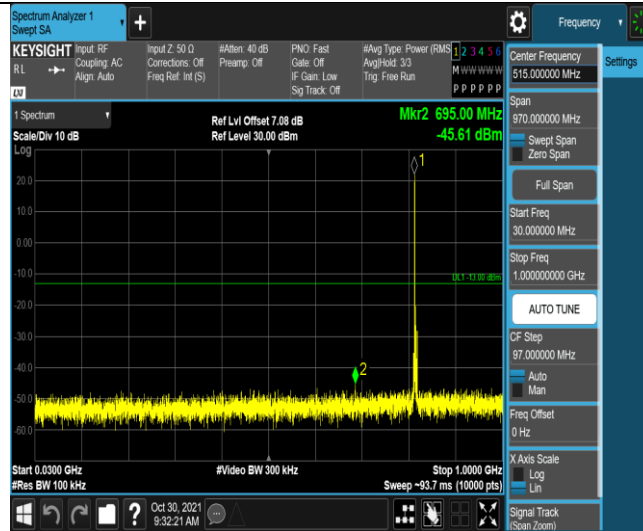 Spectrum Analyzer 1
Swept SA
+
Frequency
KEYSIGHT
R L
LXI
Input: RF
Coupling: AC
Align: Auto
Input Z: 50 Ω
Corrections: Off
Freq Ref: Int (S)
#Atten: 40 dB
Preamp: Off
PNO: Fast
Gate: Off
IF Gain: Low
Sig Track: Off
#Avg Type: Power (RMS
Avg|Hold: 3/3
Trig: Free Run
1 2 3 4 5 6
M W W W W W
P P P P P P
Center Frequency
515.000000 MHz
Settings
Span
970.000000 MHz
Swept Span
Zero Span
Full Span
Start Freq
30.000000 MHz
Stop Freq
1.00000000 GHz
AUTO TUNE
CF Step
97.000000 MHz
Auto
Man
Freq Offset
0 Hz
X Axis Scale
Log
Lin
Signal Track
(Span Zoom)
1 Spectrum
Scale/Div 10 dB
Ref Lvl Offset 7.08 dB
Ref Level 30.00 dBm
Mkr2 695.00 MHz
-45.61 dBm
Log
1
20.0
10.0
0.00
-10.0
DL1 -13.00 dBm
-20.0
-30.0
-40.0
2
-50.0
-60.0
Start 0.0300 GHz
#Res BW 100 kHz
#Video BW 300 kHz
Stop 1.0000 GHz
Sweep ~93.7 ms (10000 pts)
?
Oct 30, 2021
9:32:21 AM